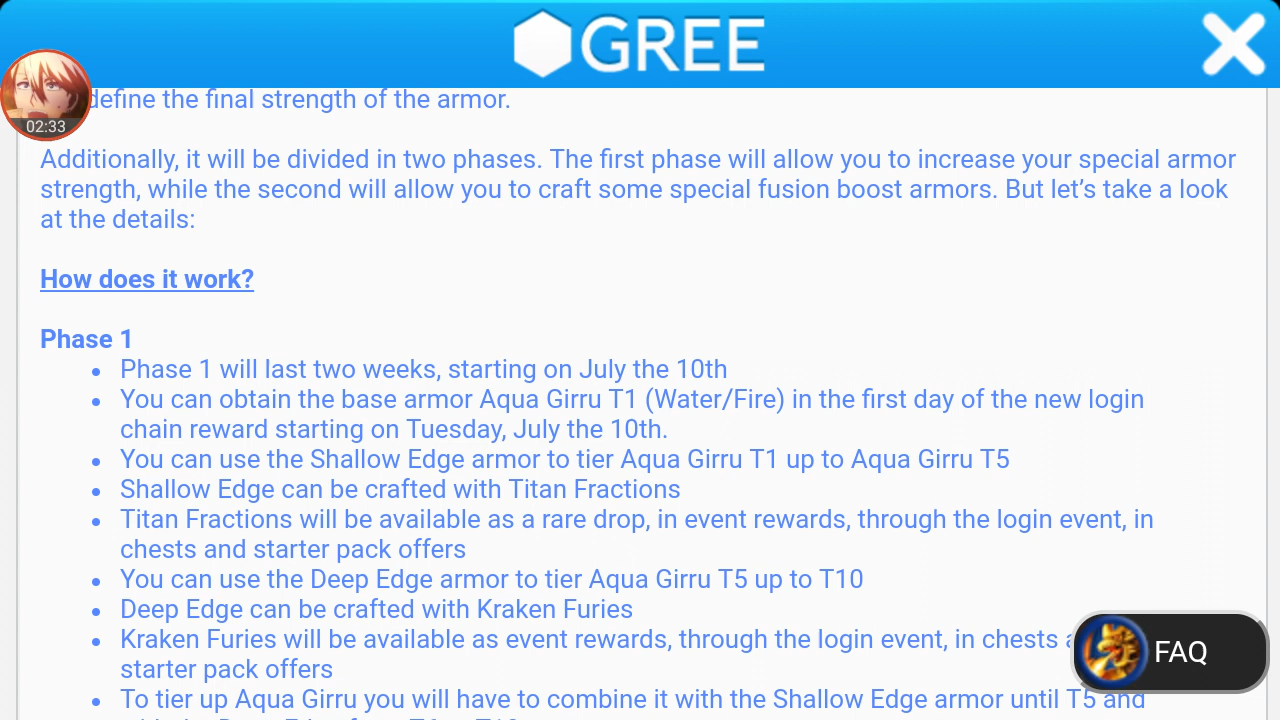 GREE
02:33
define the final strength of the armor.
Additionally, it will be divided in two phases. The first phase will allow you to increase your special armor
strength, while the second will allow you to craft some special fusion boost armors. But let’s take a look
at the details:
How does it work?
Phase 1
• Phase 1 will last two weeks, starting on July the 10th
• You can obtain the base armor Aqua Girru T1 (Water/Fire) in the first day of the new login
chain reward starting on Tuesday, July the 10th.
• You can use the Shallow Edge armor to tier Aqua Girru T1 up to Aqua Girru T5
• Shallow Edge can be crafted with Titan Fractions
• Titan Fractions will be available as a rare drop, in event rewards, through the login event, in
chests and starter pack offers
• You can use the Deep Edge armor to tier Aqua Girru T5 up to T10
• Deep Edge can be crafted with Kraken Furies
• Kraken Furies will be available as event rewards, through the login event, in chests
starter pack offers
FAQ
• To tier up Aqua Girru you will have to combine it with the Shallow Edge armor until T5 and